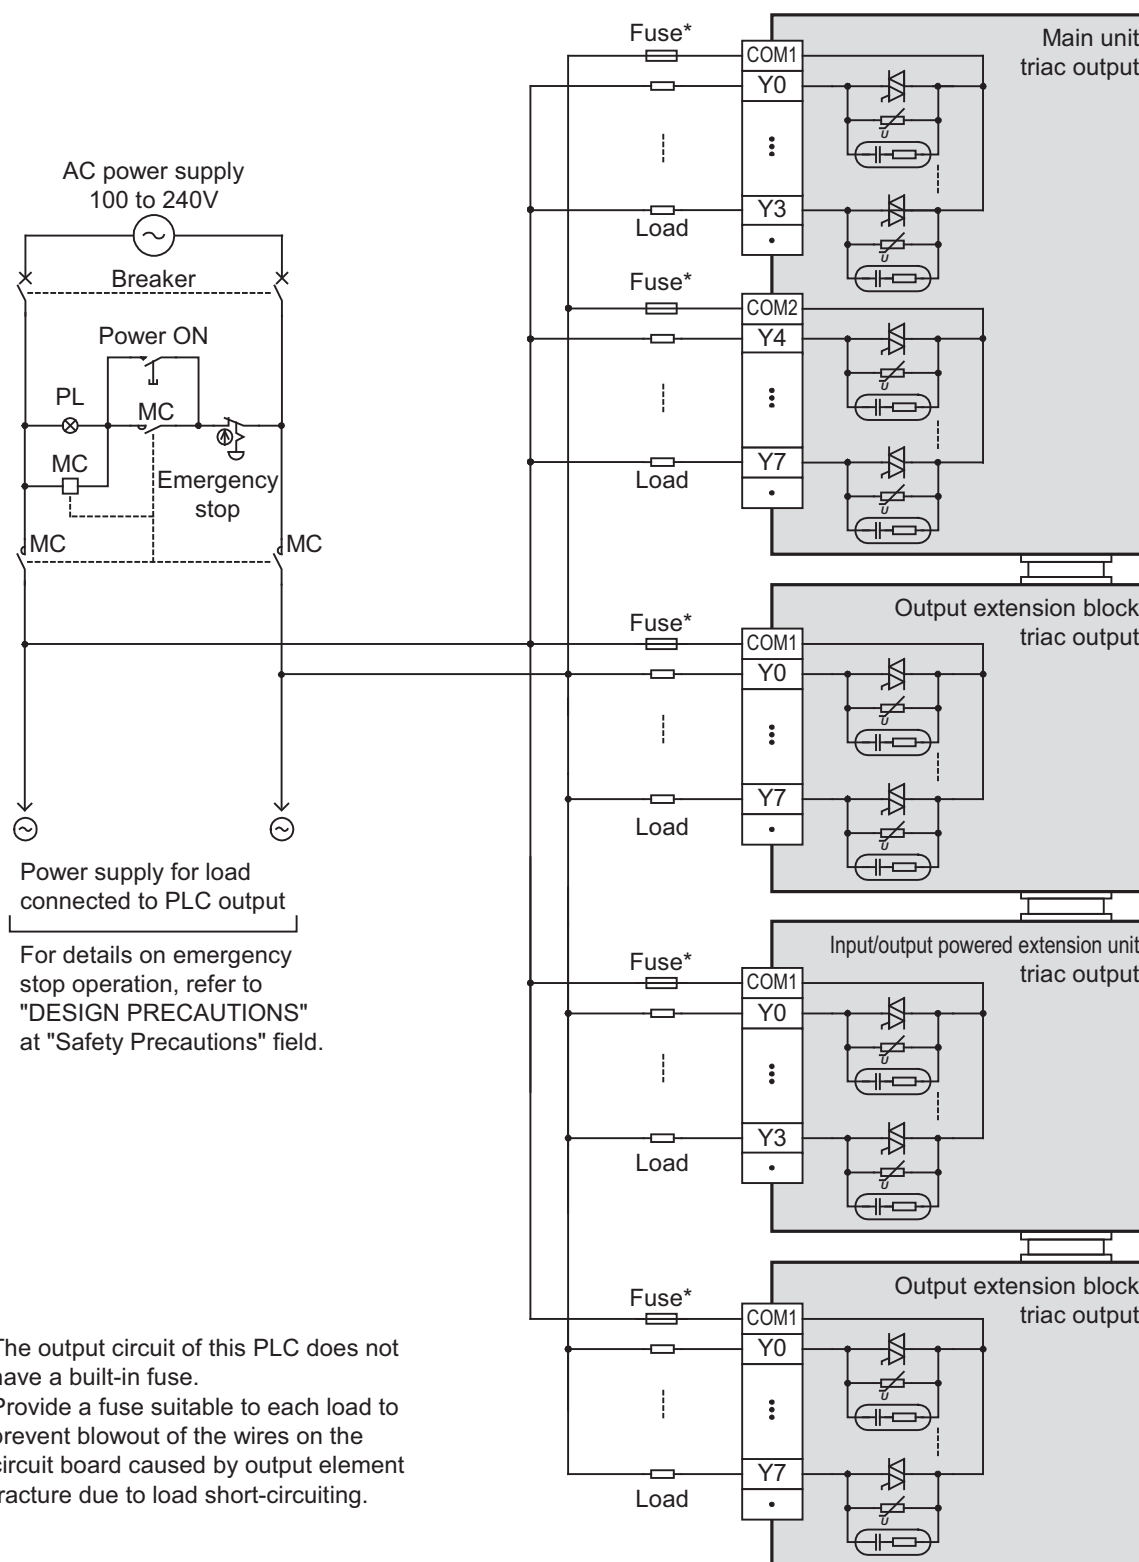 AC power supply
100 to 240V
Breaker
Power ON
PL
MC
MC
Emergency
stop
MC
MC
Power supply for load
connected to PLC output
For details on emergency
stop operation, refer to
"DESIGN PRECAUTIONS"
at "Safety Precautions" field.
The output circuit of this PLC does not
have a built-in fuse.
Provide a fuse suitable to each load to
prevent blowout of the wires on the
circuit board caused by output element
fracture due to load short-circuiting.
Main unit
triac output
Fuse*
COM1
Y0
U
Y3
Load
U
Fuse*
COM2
Y4
U
Y7
Load
U
Output extension block
triac output
Fuse*
COM1
Y0
U
Y7
Load
U
Input/output powered extension unit
triac output
Fuse*
COM1
Y0
U
Y3
Load
U
Output extension block
triac output
Fuse*
COM1
Y0
U
Y7
Load
U